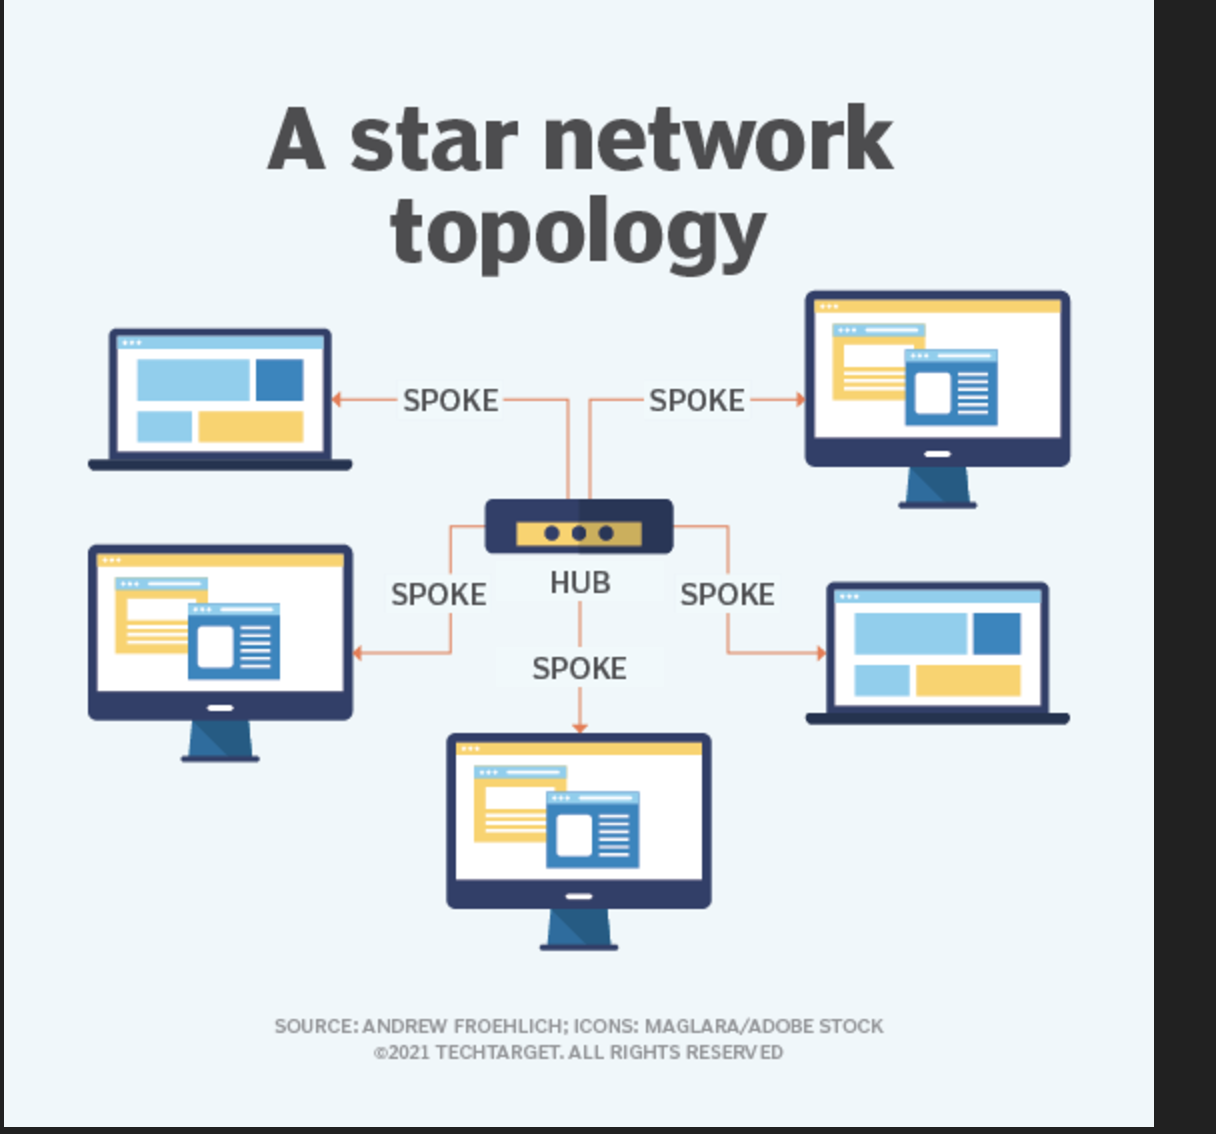 A star network
topology
SPOKE
SPOKE
SPOKE
HUB
SPOKE
SPOKE
SOURCE: ANDREW FROEHLICH; ICONS: MAGLARA/ADOBE STOCK
©2021 TECHTARGET. ALL RIGHTS RESERVED